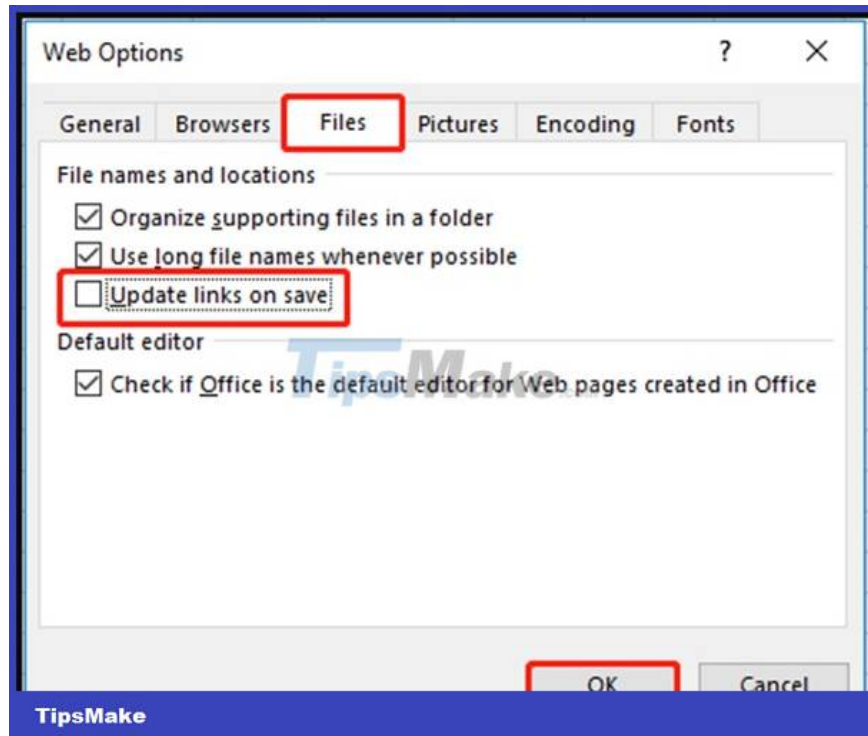 Web Options
?
General Browsers Files Pictures Encoding Fonts
File names and locations
Organize supporting files in a folder
Use long file names whenever possible
Update links on save
Default editor
Check if Office is the default editor for Web pages created in Office
TipsMake.com
OK Cancel
TipsMake